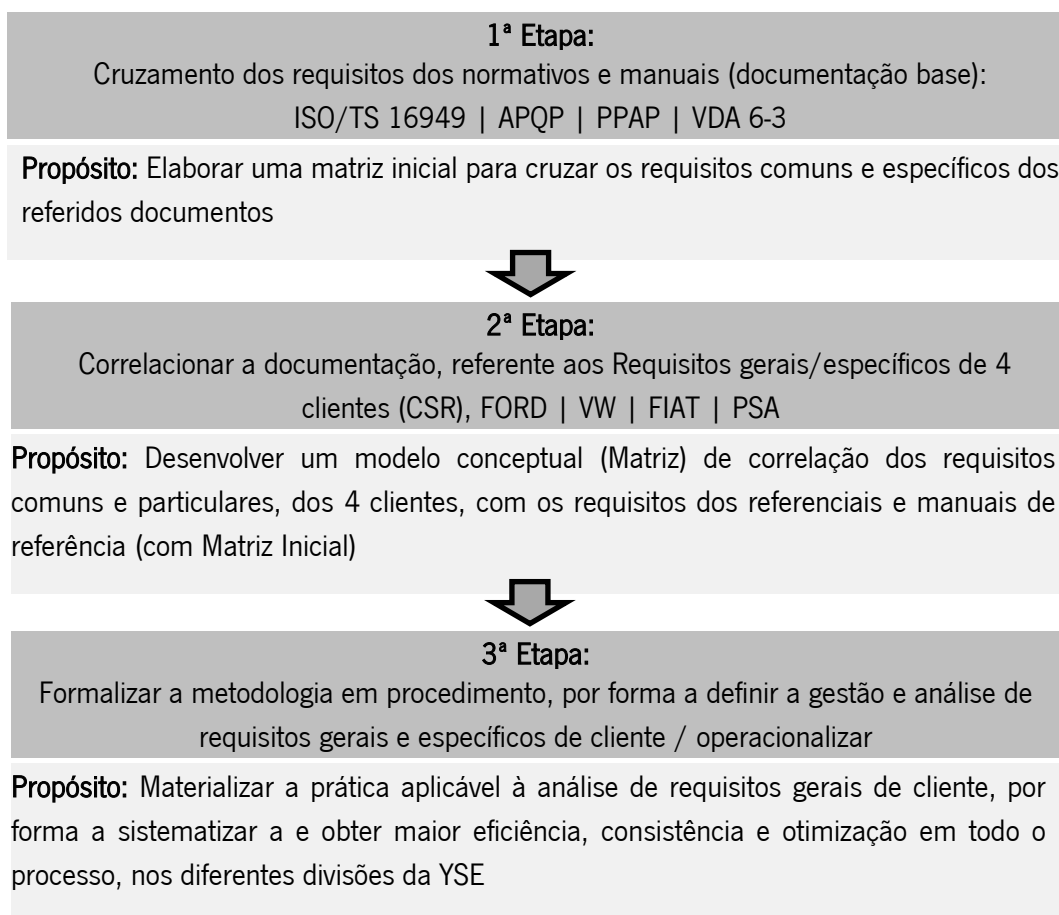 1ª Etapa:
Cruzamento dos requisitos dos normativos e manuais (documentação base):
ISO/TS 16949 | APQP | PPAP | VDA 6-3
Propósito: Elaborar uma matriz inicial para cruzar os requisitos comuns e específicos dos
referidos documentos
2ª Etapa:
Correlacionar a documentação, referente aos Requisitos gerais/específicos de 4
clientes (CSR), FORD | VW | FIAT | PSA
Propósito: Desenvolver um modelo conceptual (Matriz) de correlação dos requisitos
comuns e particulares, dos 4 clientes, com os requisitos dos referenciais e manuais de
referência (com Matriz Inicial)
3ª Etapa:
Formalizar a metodologia em procedimento, por forma a definir a gestão e análise de
requisitos gerais e específicos de cliente / operacionalizar
Propósito: Materializar a prática aplicável à análise de requisitos gerais de cliente, por
forma a sistematizar a e obter maior eficiência, consistência e otimização em todo o
processo, nos diferentes divisões da YSE